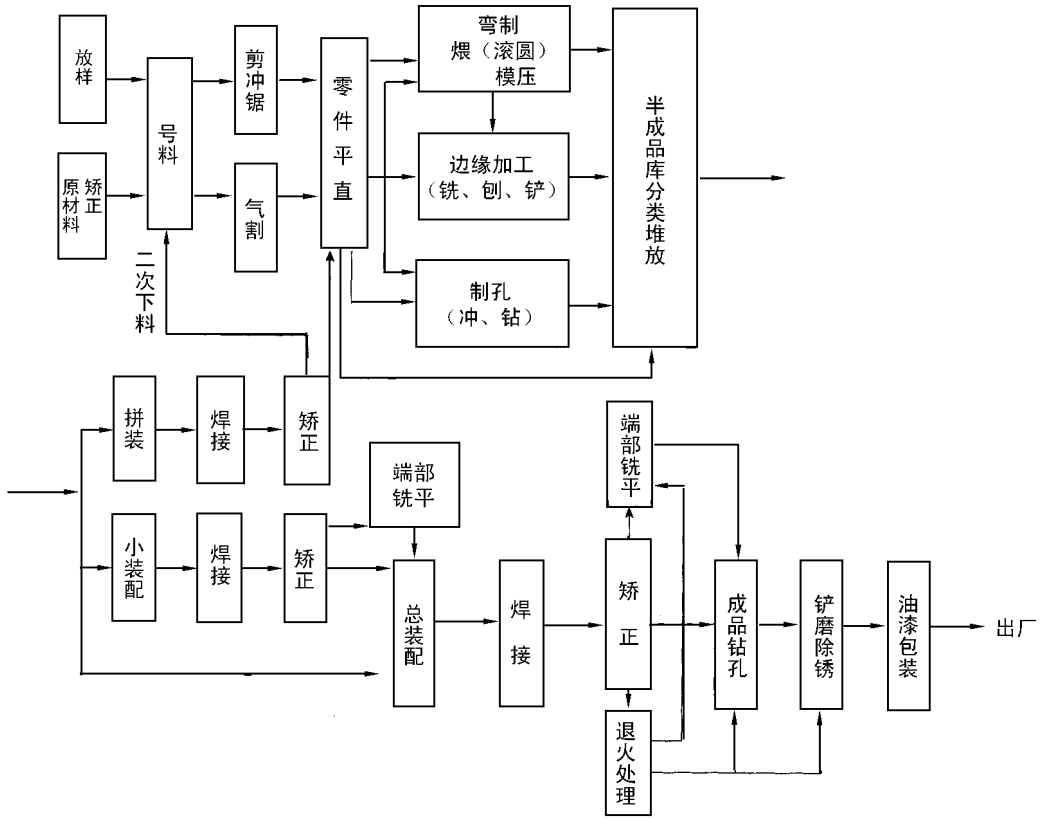 放样
原材料
矫正
号料
剪冲锯
气割
零件平直
弯制
煨（滚圆）
模压
边缘加工
（铣、刨、铲）
制孔
（冲、钻）
半成品库分类堆放
二次下料
拼装
焊接
矫正
小装配
焊接
矫正
端部
铣平
总装配
焊接
矫正
端部铣平
退火处理
成品钻孔
铲磨除锈
油漆包装
出厂